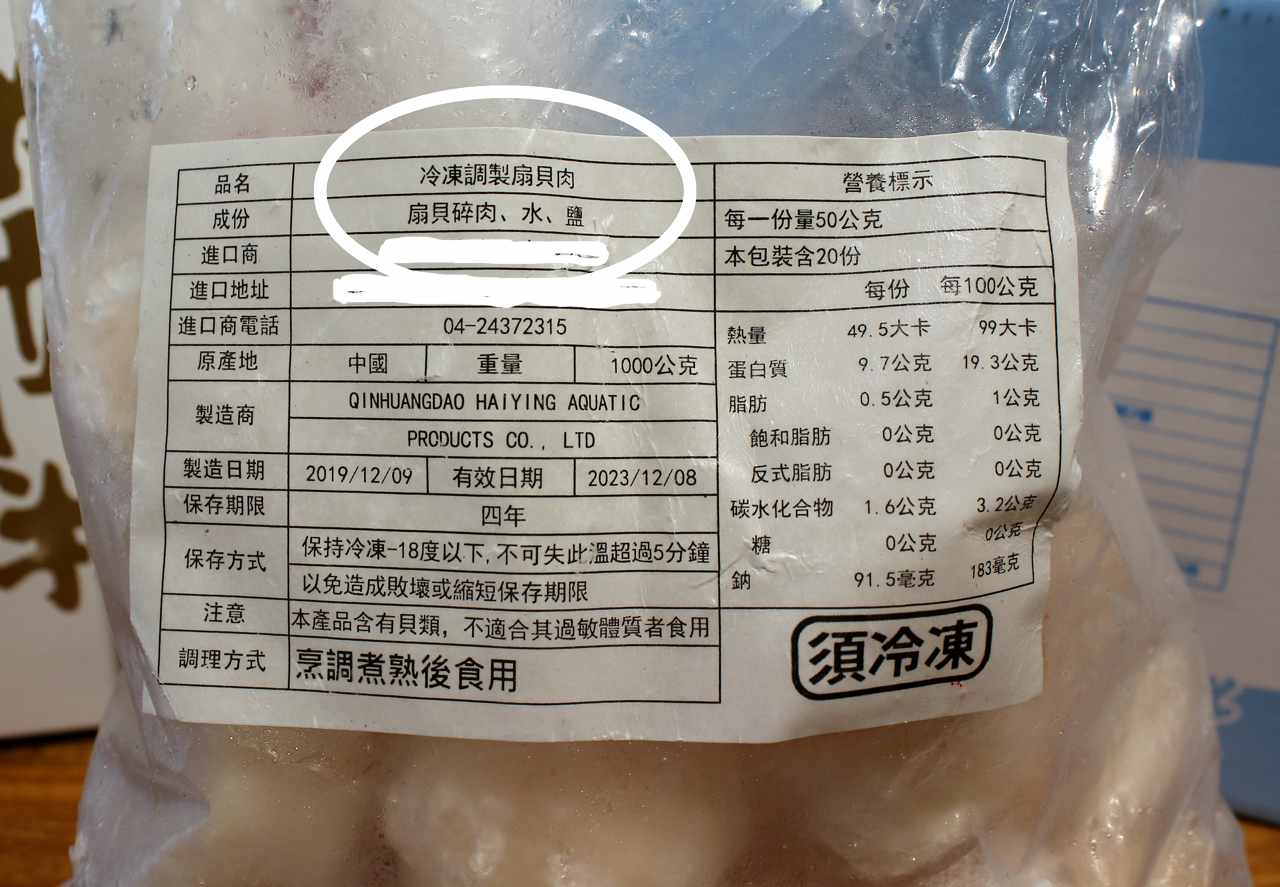 品名 冷凍調製扇貝肉
成份 扇貝碎肉、水、鹽
進口商
進口地址
進口商電話 04-24372315
原產地 中國 重量 1000公克
製造商 QINHUANGDAO HAIYING AQUATIC
PRODUCTS CO., LTD
製造日期 2019/12/09 有效日期 2023/12/08
保存期限 四年
保存方式 保持冷凍-18度以下,不可失此溫超過5分鐘
以免造成敗壞或縮短保存期限
注意 本產品含有貝類，不適合其過敏體質者食用
調理方式 烹調煮熟後食用
營養標示
每一份量50公克
本包裝含20份
每份 每100公克
熱量 49.5大卡 99大卡
蛋白質 9.7公克 19.3公克
脂肪 0.5公克 1公克
飽和脂肪 0公克 0公克
反式脂肪 0公克 0公克
碳水化合物 1.6公克 3.2公克
糖 0公克 0公克
鈉 91.5毫克 183毫克
須冷凍